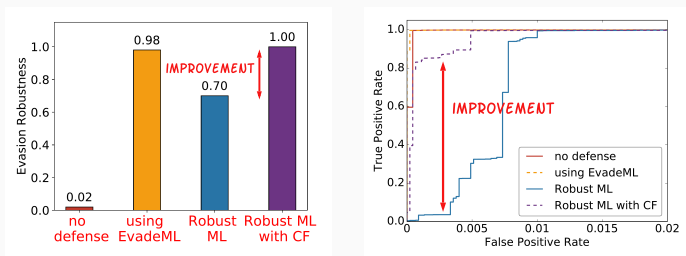 1.0
0.8
0.6
0.4
0.2
0.0
Evasion Robustness
0.02
0.98
0.70
1.00
IMPROVEMENT
no
defense
using
EvadeML
Robust
ML
Robust ML
with CF
1.0
0.8
0.6
0.4
0.2
0.0
True Positive Rate
IMPROVEMENT
no defense
using EvadeML
Robust ML
Robust ML with CF
0
0.005
0.01
0.015
0.02
False Positive Rate